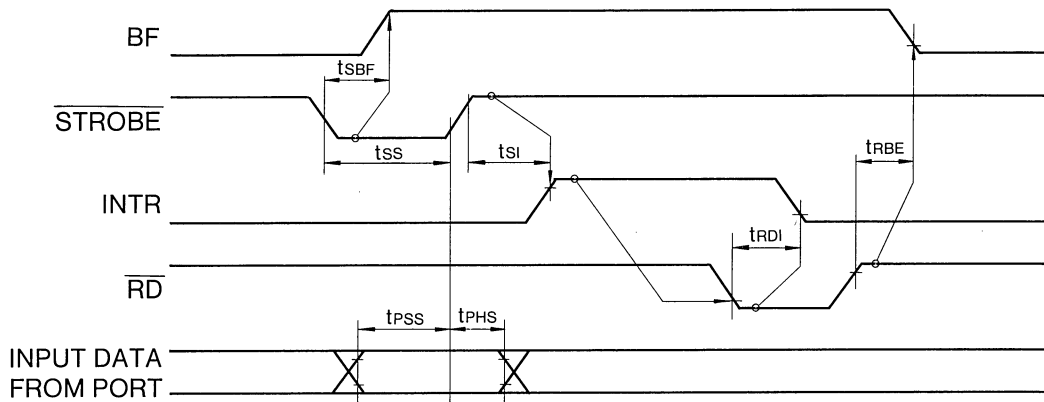 BF
tSBF
STROBE
tSS
tSI
tRBE
INTR
tRDI
RD
tPSS
tPHS
INPUT DATA
FROM PORT